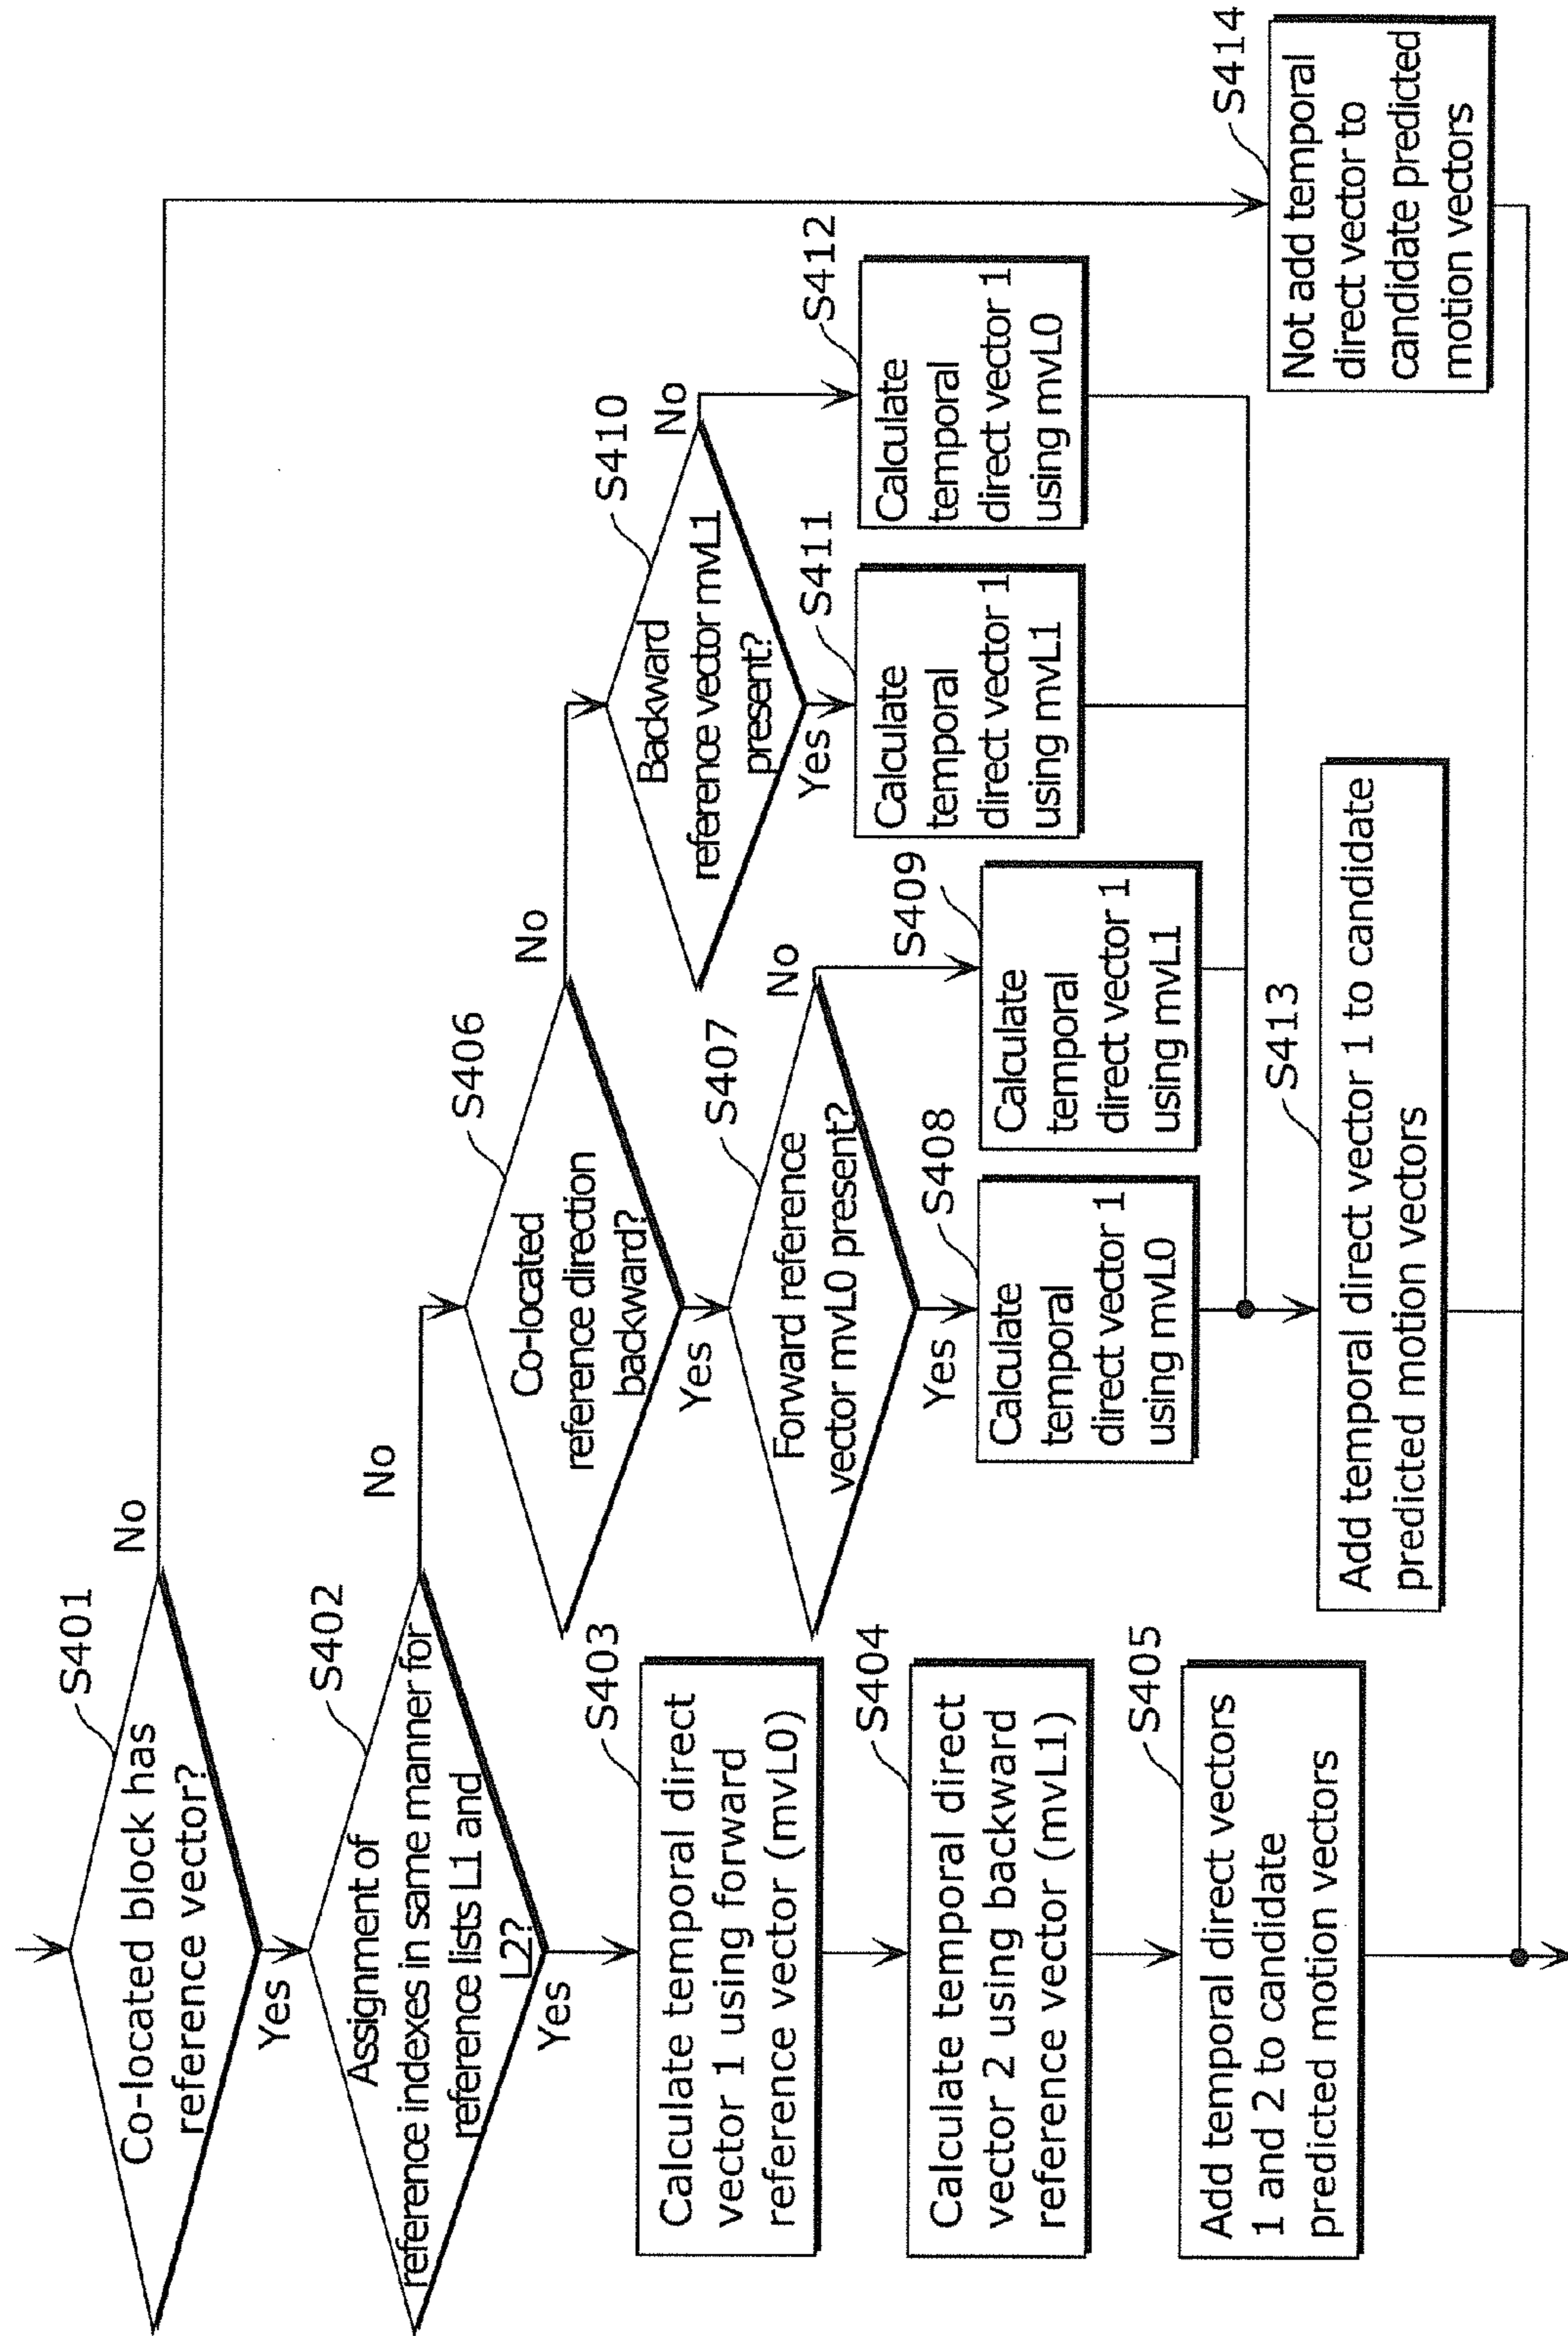 S401
Co-located block has
reference vector?
No
Yes
S402
Assignment of
reference indexes in same manner for
reference lists L1 and
L2?
No
Yes
S403
Calculate temporal direct
vector 1 using forward
reference vector (mvL0)
S404
Calculate temporal direct
vector 2 using backward
reference vector (mvL1)
S405
Add temporal direct vectors
1 and 2 to candidate
predicted motion vectors
S406
Co-located
reference direction
backward?
No
Yes
S407
Forward reference
vector mvL0 present?
No
Yes
S408
Calculate
temporal
direct vector 1
using mvL0
S409
Calculate
temporal
direct vector 1
using mvL1
S410
Backward
reference vector mvL1
present?
No
Yes
S411
Calculate
temporal
direct vector 1
using mvL1
S412
Calculate
temporal
direct vector 1
using mvL0
S413
Add temporal direct vector 1 to candidate
predicted motion vectors
S414
Not add temporal
direct vector to
candidate predicted
motion vectors